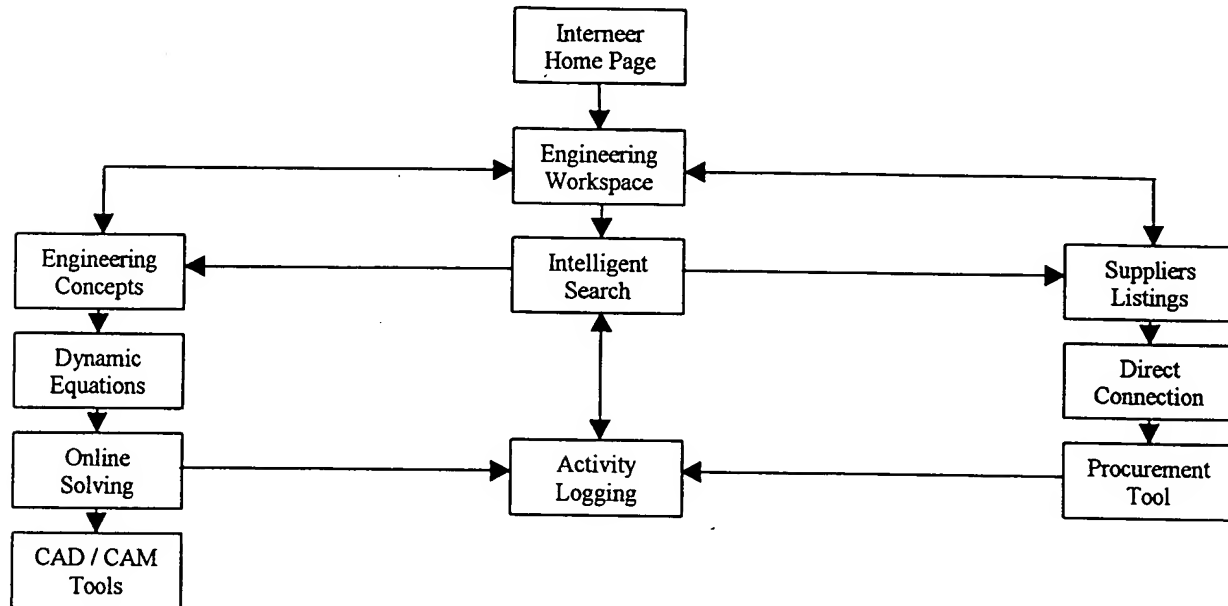 Interneer
Home Page
Engineering
Workspace
Engineering
Concepts
Intelligent
Search
Suppliers
Listings
Dynamic
Equations
Direct
Connection
Online
Solving
Activity
Logging
Procurement
Tool
CAD / CAM
Tools